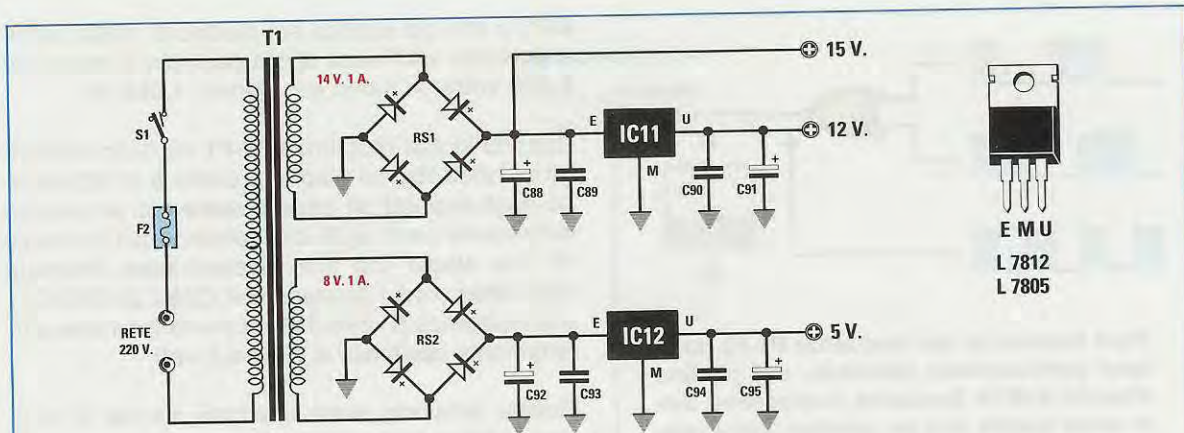 T1
14 V. 1 A.
15 V.
S1
RS1
E
IC11
U
12 V.
M
C88
C89
C90
C91
F2
8 V. 1 A.
E M U
L 7812
L 7805
RETE
220 V.
RS2
E
IC12
U
5 V.
M
C92
C93
C94
C95